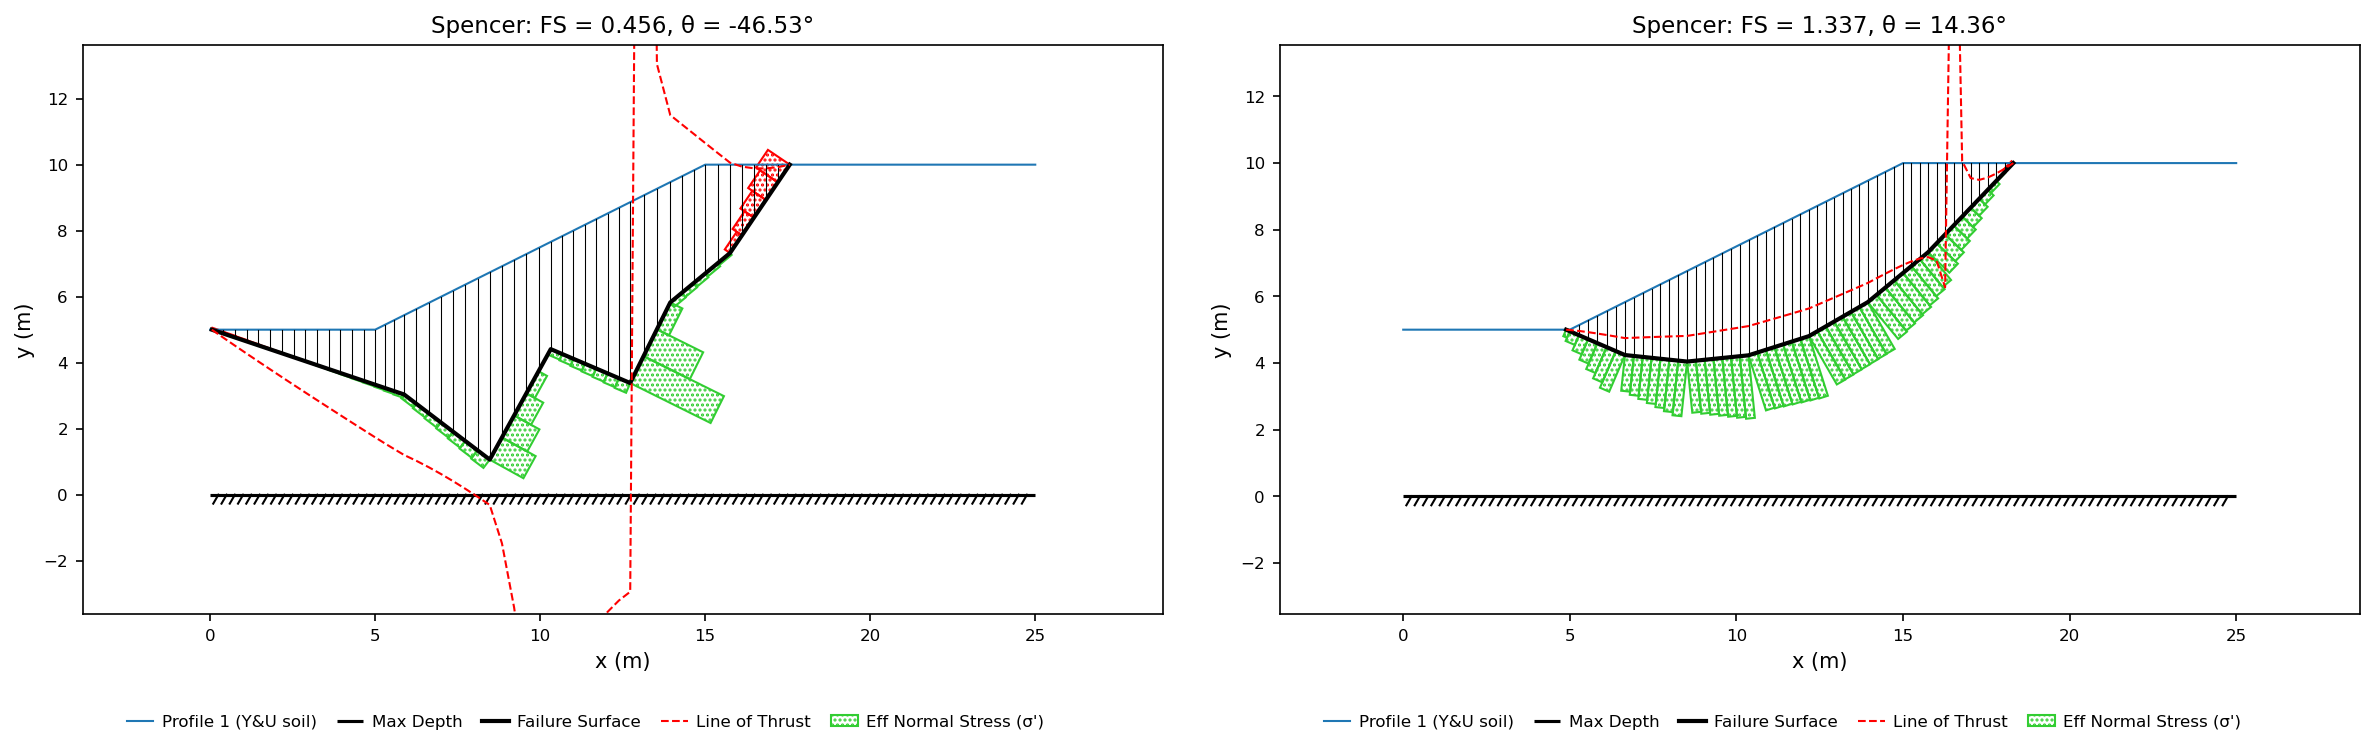 Spencer: FS = 0.456, θ = -46.53°
12
10
8
6
4
2
0
−2
y (m)
0 5 10 15 20 25
x (m)
Profile 1 (Y&U soil) Max Depth Failure Surface Line of Thrust Eff Normal Stress (σ')
Spencer: FS = 1.337, θ = 14.36°
12
10
8
6
4
2
0
−2
y (m)
0 5 10 15 20 25
x (m)
Profile 1 (Y&U soil) Max Depth Failure Surface Line of Thrust Eff Normal Stress (σ')